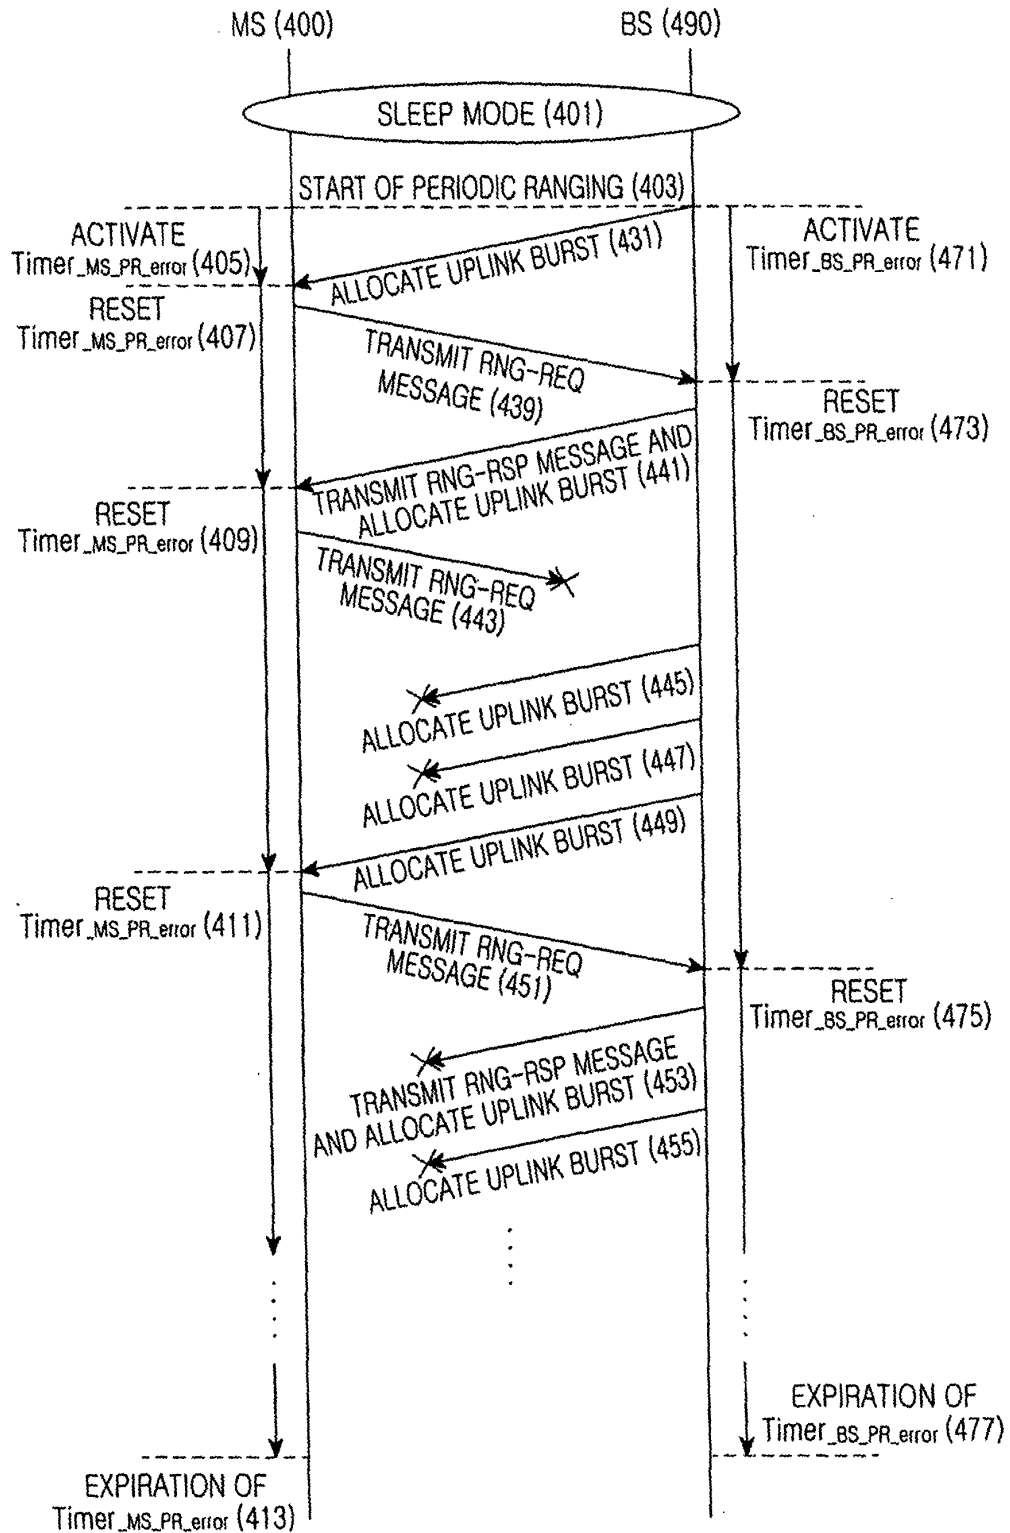 MS (400)
BS (490)
SLEEP MODE (401)
START OF PERIODIC RANGING (403)
ACTIVATE
Timer_MS_PR_error (405)
ALLOCATE UPLINK BURST (431)
ACTIVATE
Timer_BS_PR_error (471)
RESET
Timer_MS_PR_error (407)
TRANSMIT RNG-REQ
MESSAGE (439)
RESET
Timer_BS_PR_error (473)
TRANSMIT RNG-RSP MESSAGE AND
ALLOCATE UPLINK BURST (441)
RESET
Timer_MS_PR_error (409)
TRANSMIT RNG-REQ
MESSAGE (443)
ALLOCATE UPLINK BURST (445)
ALLOCATE UPLINK BURST (447)
ALLOCATE UPLINK BURST (449)
RESET
Timer_MS_PR_error (411)
TRANSMIT RNG-REQ
MESSAGE (451)
RESET
Timer_BS_PR_error (475)
TRANSMIT RNG-RSP MESSAGE
AND ALLOCATE UPLINK BURST (453)
ALLOCATE UPLINK BURST (455)
EXPIRATION OF
Timer_BS_PR_error (477)
EXPIRATION OF
Timer_MS_PR_error (413)